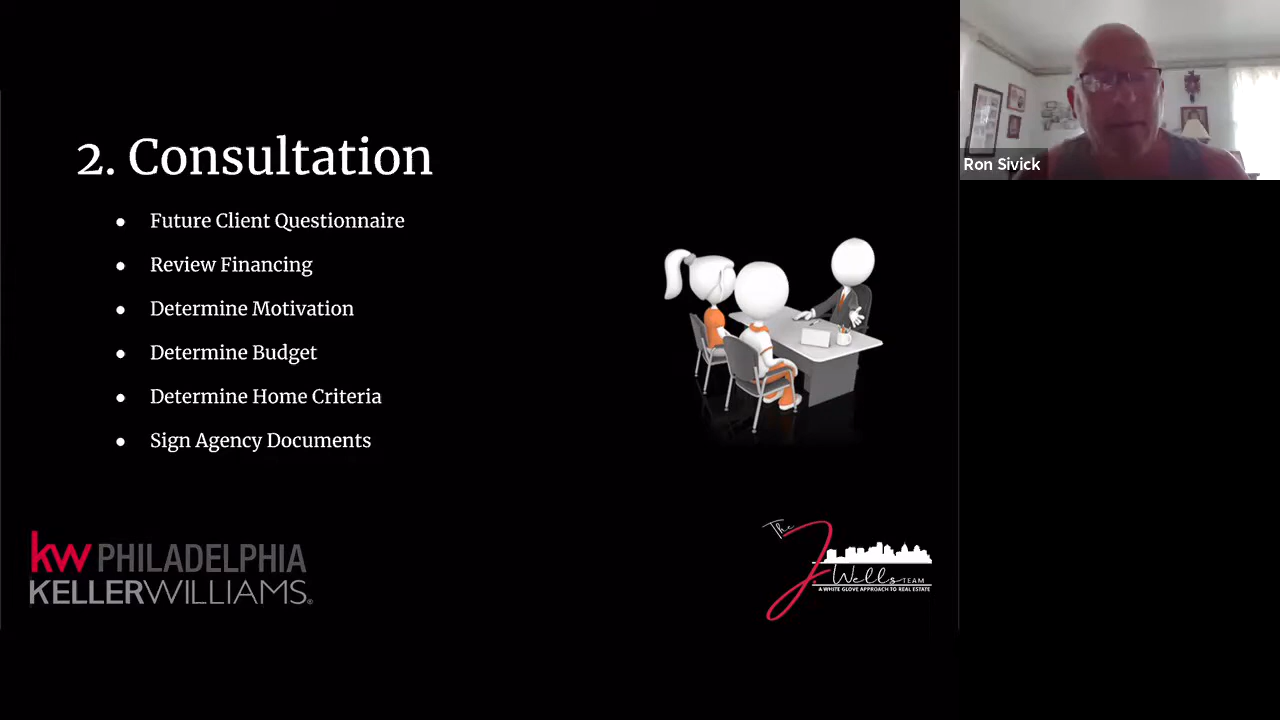 2. Consultation
● Future Client Questionnaire
● Review Financing
● Determine Motivation
● Determine Budget
● Determine Home Criteria
● Sign Agency Documents
kw PHILADELPHIA
KELLERWILLIAMS®
The
J. Wells TEAM
A WHITE GLOVE APPROACH TO REAL ESTATE
Ron Sivick